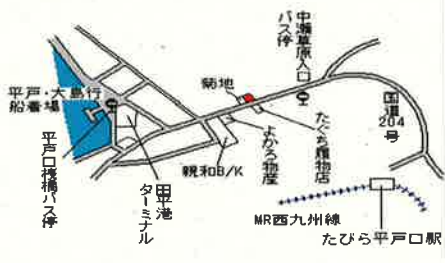 中瀬草原入口
バス停
菊地
平戸・大島行
船着場
国道
204
号
たぐち履物店
よかろ物産
親和B/K
田平港
ターミナル
平戸口桟橋バス停
MR西九州線
たびら平戸口駅